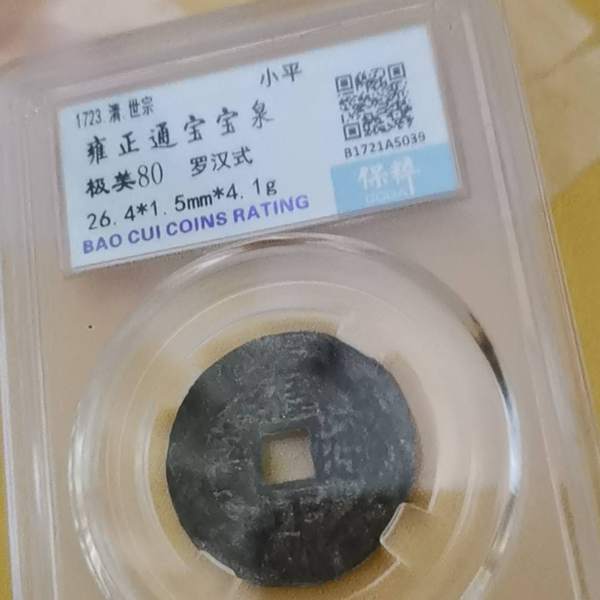 1723.清.世宗
小平
雍正通宝宝泉
极美80 罗汉式
26.4*1.5mm*4.1g
BAO CUI COINS RATING
B1721A5039
保粹